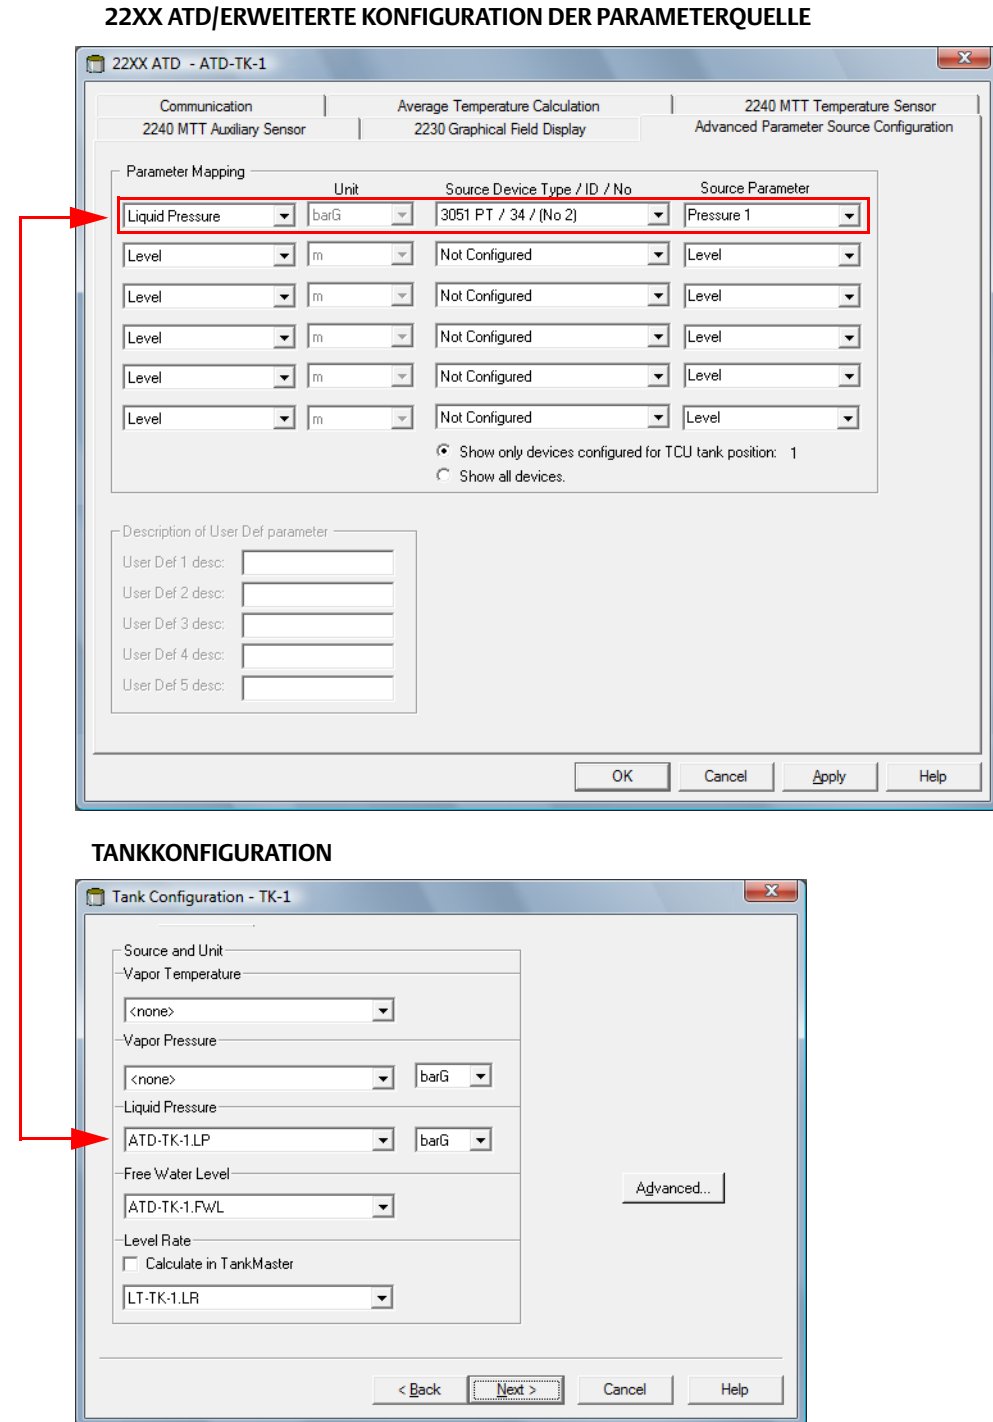 22XX ATD/ERWEITERTE KONFIGURATION DER PARAMETERQUELLE
22XX ATD - ATD-TK-1
Communication Average Temperature Calculation 2240 MTT Temperature Sensor
2240 MTT Auxiliary Sensor 2230 Graphical Field Display Advanced Parameter Source Configuration
Parameter Mapping
Unit Source Device Type / ID / No Source Parameter
Liquid Pressure barG 3051 PT / 34 / (No 2) Pressure 1
Level m Not Configured Level
Level m Not Configured Level
Level m Not Configured Level
Level m Not Configured Level
Level m Not Configured Level
Show only devices configured for TCU tank position: 1
Show all devices.
Description of User Def parameter
User Def 1 desc:
User Def 2 desc:
User Def 3 desc:
User Def 4 desc:
User Def 5 desc:
OK Cancel Apply Help
TANKKONFIGURATION
Tank Configuration - TK-1
Source and Unit
Vapor Temperature
<none>
Vapor Pressure
<none> barG
Liquid Pressure
ATD-TK-1.LP barG
Free Water Level
ATD-TK-1.FWL
Advanced...
Level Rate
Calculate in TankMaster
LT-TK-1.LR
< Back Next > Cancel Help